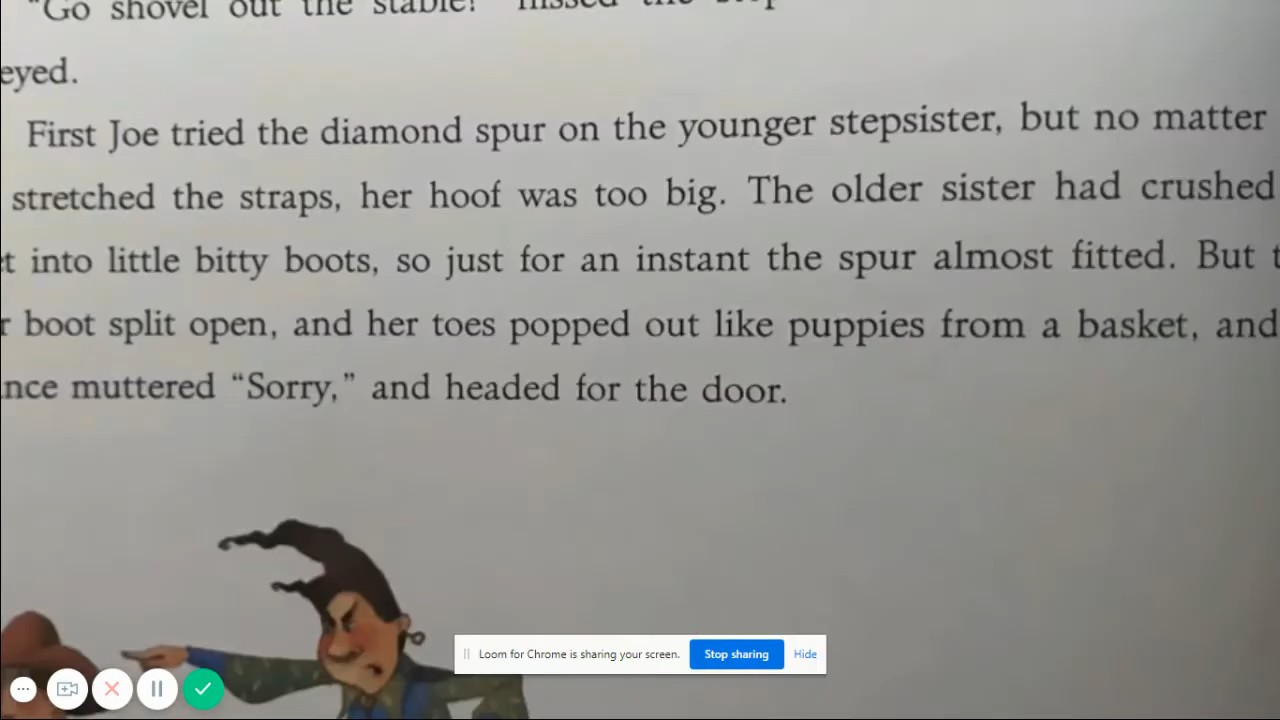 "Go shovel out the stable!" hissed the
eyed.
First Joe tried the diamond spur on the younger stepsister, but no matter
stretched the straps, her hoof was too big. The older sister had crushed
into little bitty boots, so just for an instant the spur almost fitted. But
boot split open, and her toes popped out like puppies from a basket, and
muttered “Sorry,” and headed for the door.
Loom for Chrome is sharing your screen.
Stop sharing
Hide